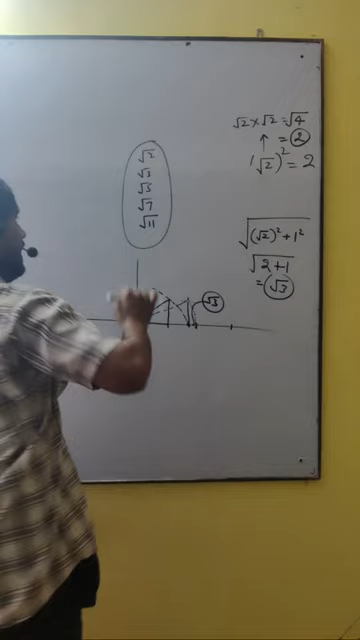 √2
√3
√5
√7
√11
√2 × √2 = √4
= 2
(√2)² = 2
√(√2)² + 1²
√2 + 1
= √3
√3